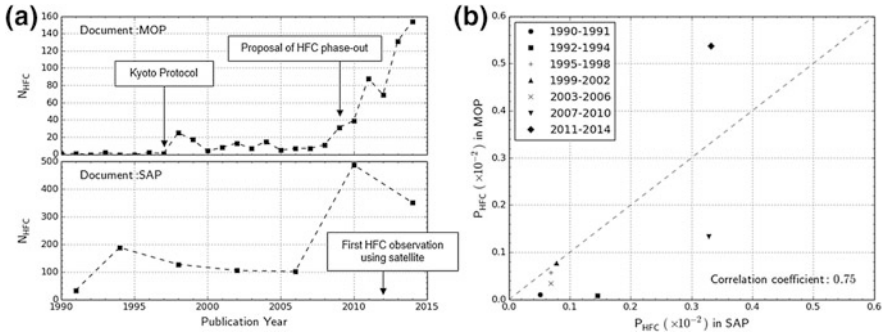 (a)
Document :MOP
160
140
120
100
80
60
40
20
0
N_HFC
Kyoto Protocol
Proposal of HFC phase-out
Document :SAP
500
400
300
200
100
0
N_HFC
First HFC observation
using satellite
1990 1995 2000 2005 2010 2015
Publication Year
(b)
1990-1991
1992-1994
1995-1998
1999-2002
2003-2006
2007-2010
2011-2014
0.6
0.5
0.4
0.3
0.2
0.1
0.0
P_HFC (×10⁻²) in MOP
Correlation coefficient : 0.75
0.0 0.1 0.2 0.3 0.4 0.5 0.6
P_HFC (×10⁻²) in SAP